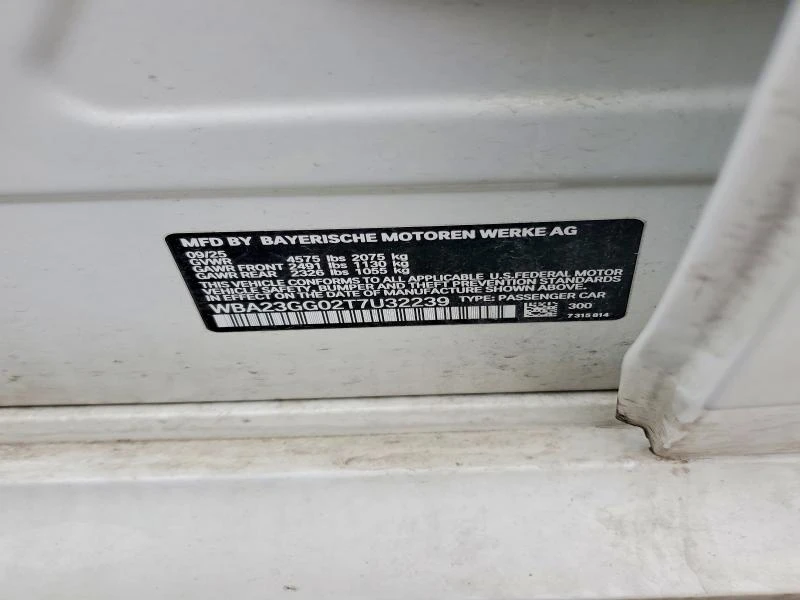 MFD BY BAYERISCHE MOTOREN WERKE AG
09/25
GVWR 4575 lbs 2075 kg
GAWR FRONT 2491 lbs 1130 kg
GAWR REAR 2326 lbs 1055 kg
THIS VEHICLE CONFORMS TO ALL APPLICABLE U.S. FEDERAL MOTOR
VEHICLE SAFETY, BUMPER AND THEFT PREVENTION STANDARDS
IN EFFECT ON THE DATE OF MANUFACTURE SHOWN ABOVE.
WBA23GG02T7U32239 TYPE: PASSENGER CAR
300
7 315 814